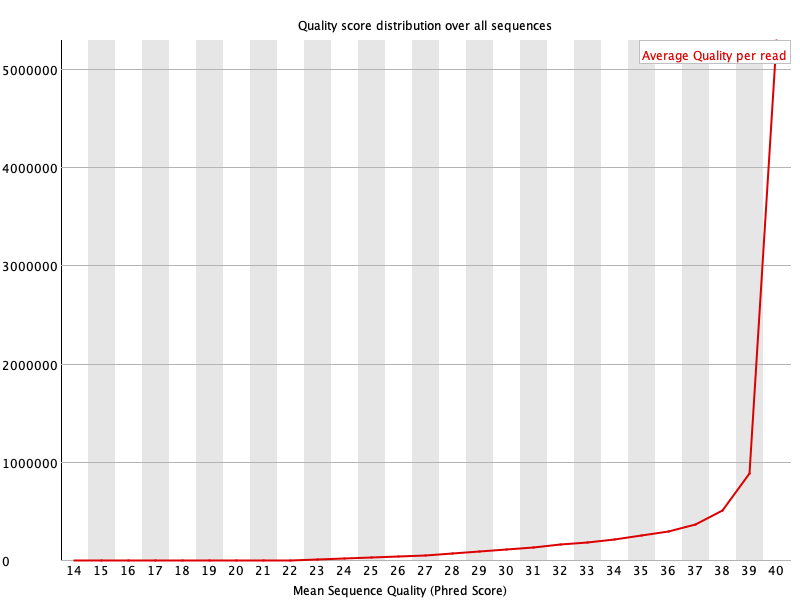 Quality score distribution over all sequences
Average Quality per read
5000000
4000000
3000000
2000000
1000000
0
14 15 16 17 18 19 20 21 22 23 24 25 26 27 28 29 30 31 32 33 34 35 36 37 38 39 40
Mean Sequence Quality (Phred Score)